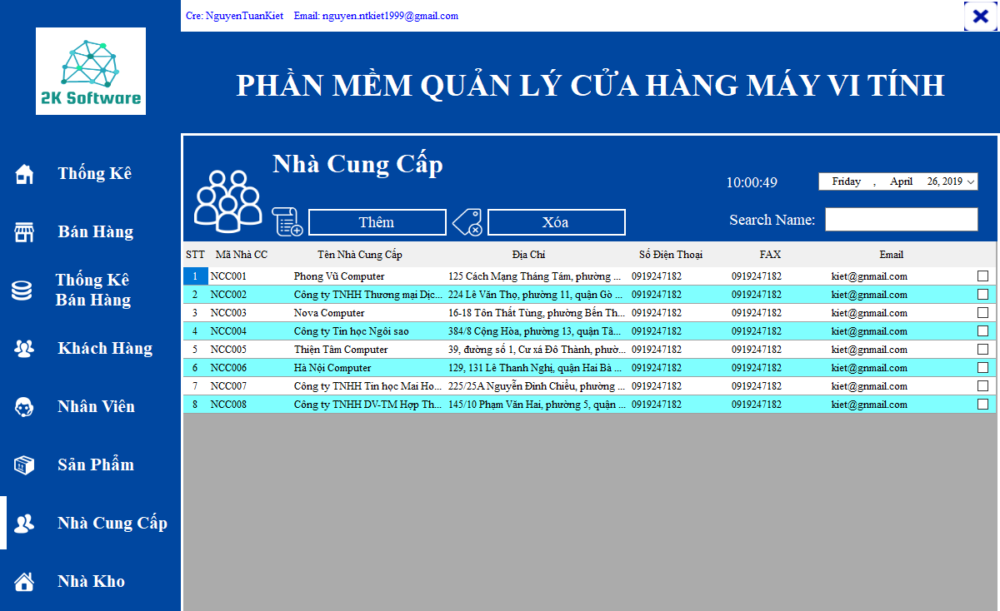 Cre: NguyenTuanKiet Email: nguyen.ntkiet1999@gmail.com
2K Software
PHẦN MỀM QUẢN LÝ CỬA HÀNG MÁY VI TÍNH
Thống Kê
Bán Hàng
Thống Kê
Bán Hàng
Khách Hàng
Nhân Viên
Sản Phẩm
Nhà Cung Cấp
Nhà Kho
Nhà Cung Cấp
10:00:49 Friday , April 26, 2019
Thêm Xóa Search Name:
STT Mã Nhà CC Tên Nhà Cung Cấp Địa Chỉ Số Điện Thoại FAX Email
1 NCC001 Phong Vũ Computer 125 Cách Mạng Tháng Tám, phường ... 0919247182 0919247182 kiet@gnmail.com
2 NCC002 Công ty TNHH Thương mại Dịc... 224 Lê Văn Thọ, phường 11, quận Gò ... 0919247182 0919247182 kiet@gnmail.com
3 NCC003 Nova Computer 16-18 Tôn Thất Tùng, phường Bến Th... 0919247182 0919247182 kiet@gnmail.com
4 NCC004 Công ty Tin học Ngôi sao 384/8 Cộng Hòa, phường 13, quận Tâ... 0919247182 0919247182 kiet@gnmail.com
5 NCC005 Thiện Tâm Computer 39, đường số 1, Cư xá Đô Thành, phườ... 0919247182 0919247182 kiet@gnmail.com
6 NCC006 Hà Nội Computer 129, 131 Lê Thanh Nghị, quận Hai Bà ... 0919247182 0919247182 kiet@gnmail.com
7 NCC007 Công ty TNHH Tin học Mai Ho... 225/25A Nguyễn Đình Chiểu, phường ... 0919247182 0919247182 kiet@gnmail.com
8 NCC008 Công ty TNHH DV-TM Hợp Th... 145/10 Phạm Văn Hai, phường 5, quận ... 0919247182 0919247182 kiet@gnmail.com